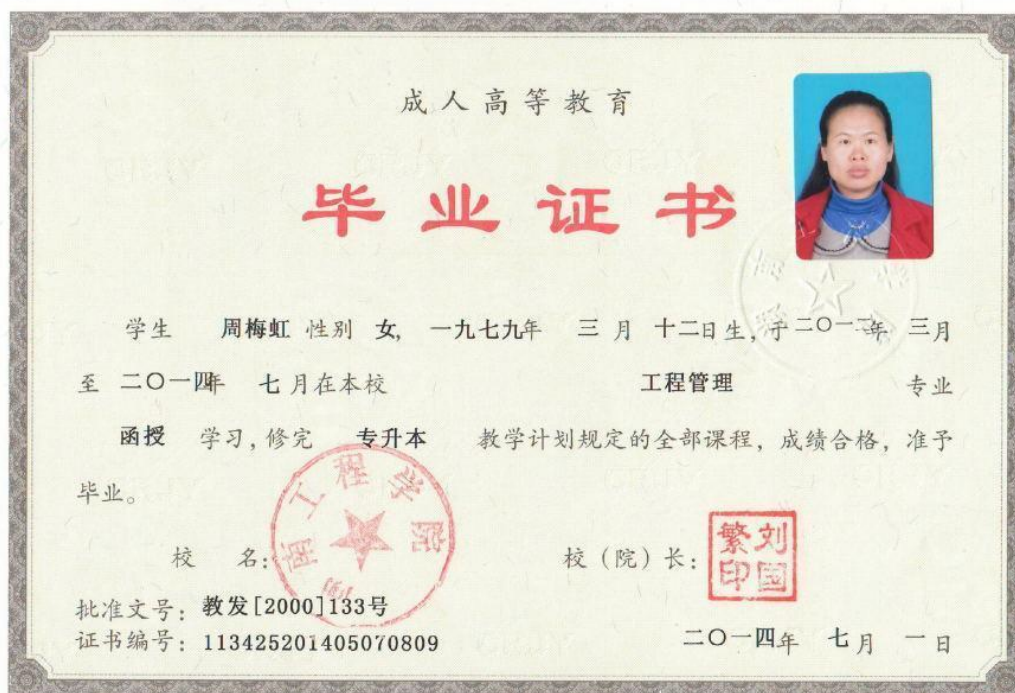 成人高等教育
毕业证书
学生 周梅虹 性别 女, 一九七九年 三月 十二日生,于二〇一二年 三月
至 二〇一四年 七月在本校 工程管理 专业
函授 学习,修完 专升本 教学计划规定的全部课程,成绩合格,准予
毕业。
工程学院
校 名:
校(院)长:
刘国繁印
批准文号:教发[2000]133号
证书编号:113425201405070809
二〇一四年 七月 一日